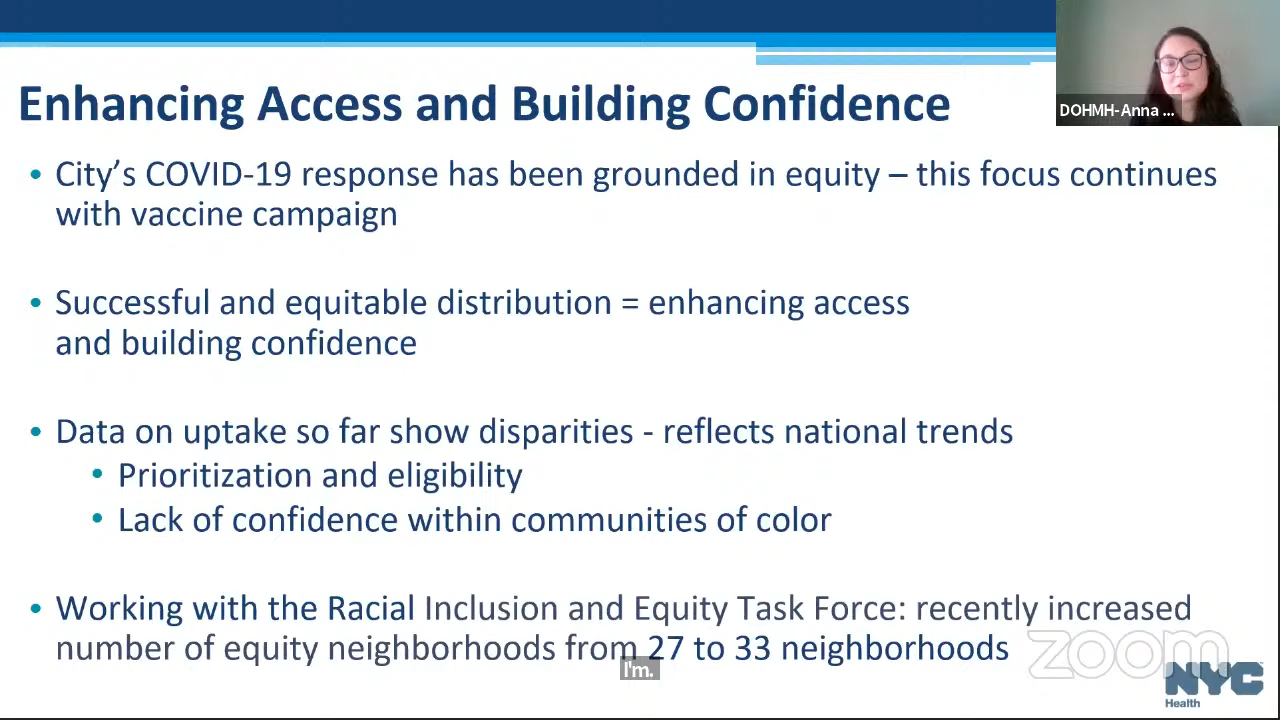 Enhancing Access and Building Confidence
DOHMH-Anna ...
• City’s COVID-19 response has been grounded in equity – this focus continues
with vaccine campaign
• Successful and equitable distribution = enhancing access
and building confidence
• Data on uptake so far show disparities - reflects national trends
• Prioritization and eligibility
• Lack of confidence within communities of color
• Working with the Racial Inclusion and Equity Task Force: recently increased
number of equity neighborhoods from 27 to 33 neighborhoods
I'm.
zoom
NYC
Health